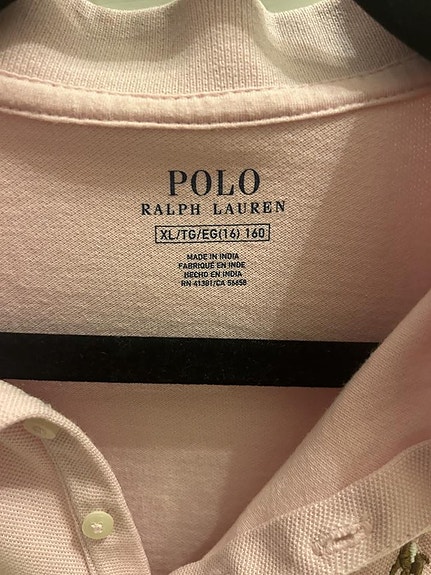 POLO
RALPH LAUREN
XL/TG/EG(16) 160
MADE IN INDIA
FABRIQUÉ EN INDE
HECHO EN INDIA
RN 41381/CA 56658